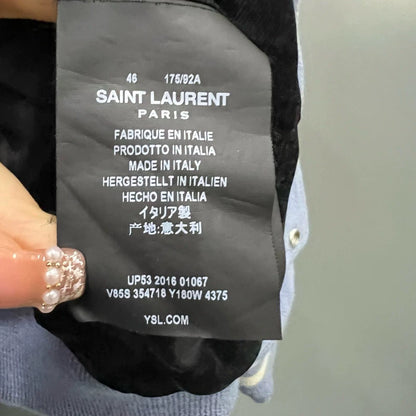 46 175/92A
SAINT LAURENT
PARIS
FABRIQUE EN ITALIE
PRODOTTO IN ITALIA
MADE IN ITALY
HERGESTELLT IN ITALIEN
HECHO EN ITALIA
イタリア製
产地:意大利
UP53 2016 01067
V85S 354718 Y180W 4375
YSL.COM